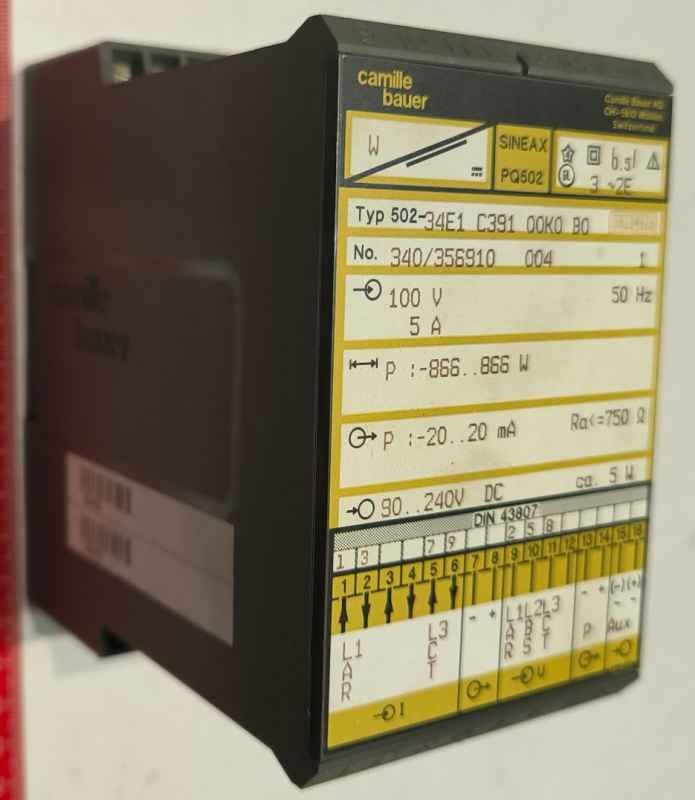 camille
bauer
Camille Bauer AG
CH-5610 Wohlen
Switzerland
W
SINEAX
PQ502
b.s!
3 ~2E
Typ 502-34E1 C391 00K0 B0
No. 340/356910 004 1
100 V 50 Hz
5 A
P :-866..866 W
P :-20..20 mA Ra<=750 Ω
90..240V DC ca. 5 W
DIN 43807
1 3 7 9 2 5 8
1 2 3 4 5 6 7 8 9 10 11 12 13 14 15 16
- + - + (-) (+)
~ ~
L1 L3 L1 L2 L3 P Aux.
A C A B C
R T R S T
I U